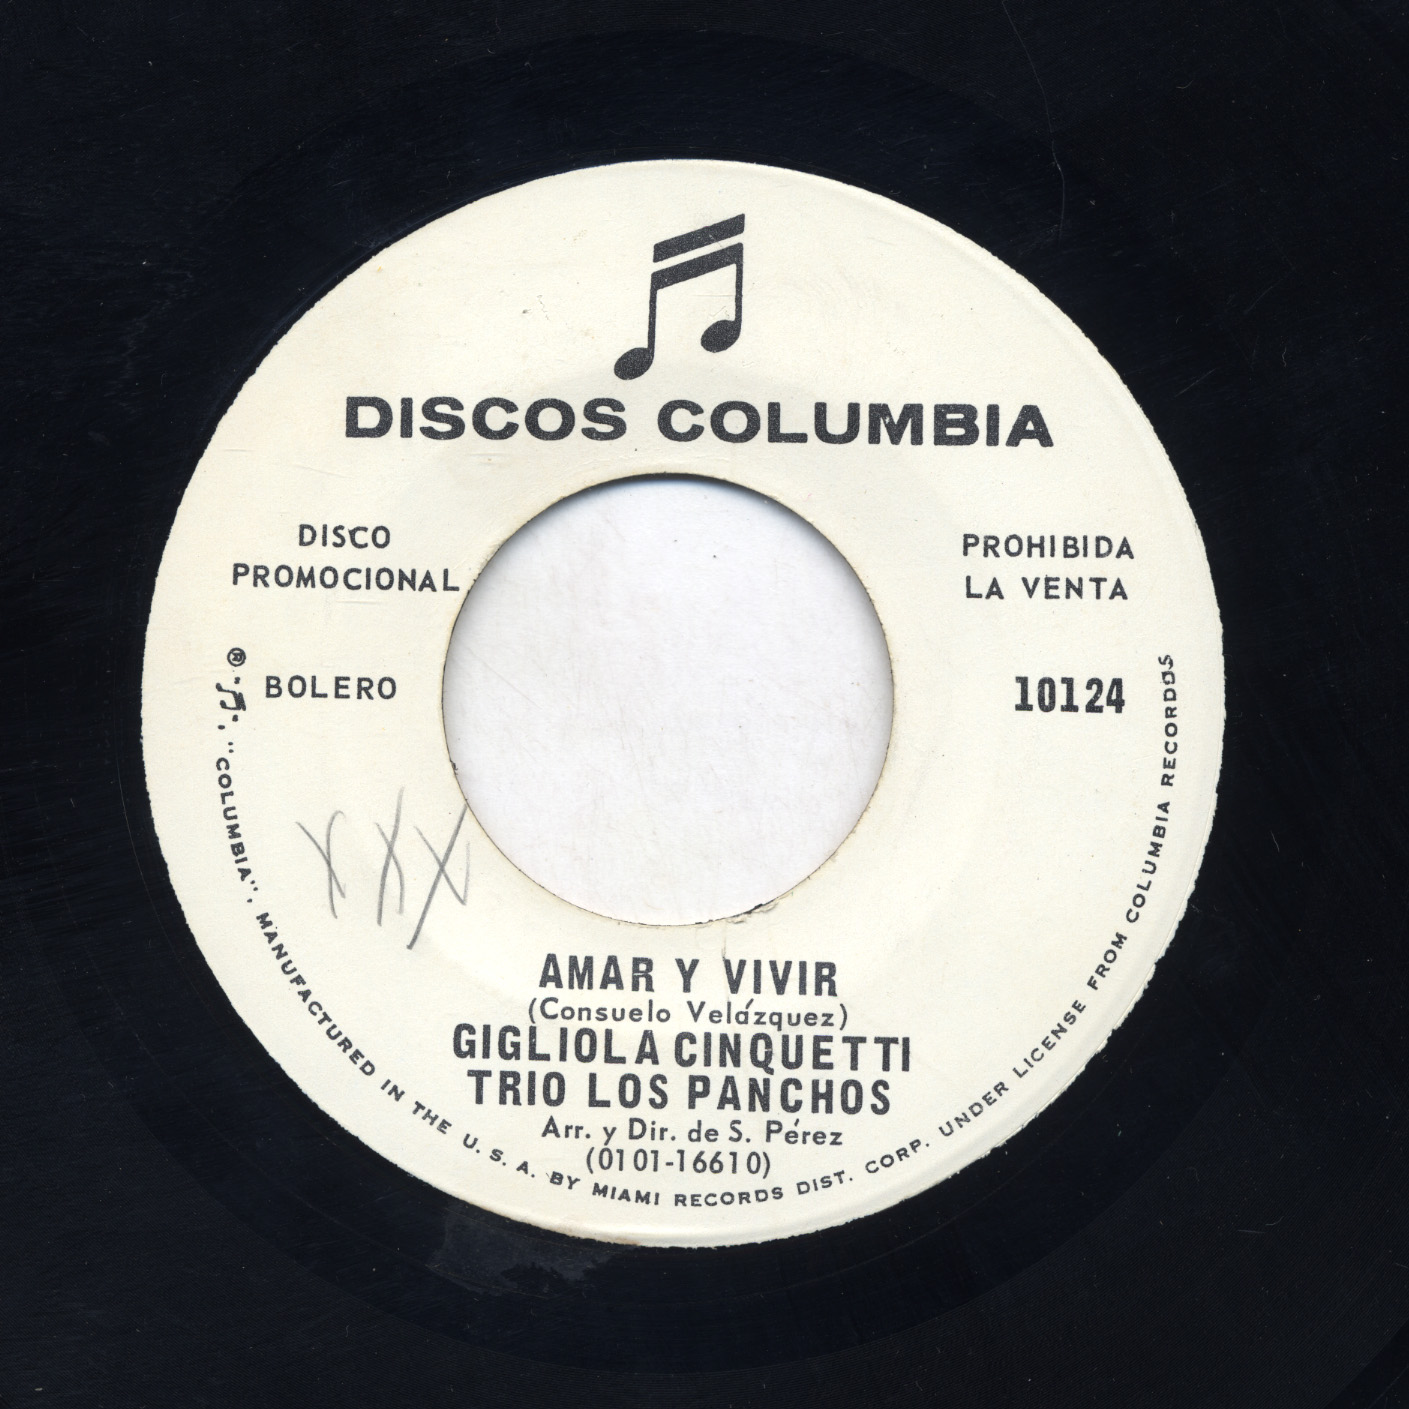 DISCOS COLUMBIA
DISCO
PROMOCIONAL
PROHIBIDA
LA VENTA
BOLERO
10124
XXX
AMAR Y VIVIR
(Consuelo Velázquez)
GIGLIOLA CINQUETTI
TRIO LOS PANCHOS
Arr. y Dir. de S. Pérez
(0101-16610)
®, "COLUMBIA", MANUFACTURED IN THE U. S. A. BY MIAMI RECORDS DIST. CORP. UNDER LICENSE FROM COLUMBIA RECORDS